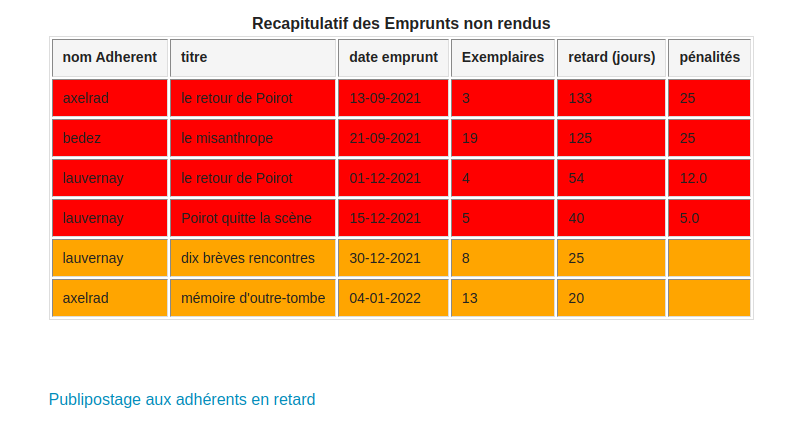 Recapitulatif des Emprunts non rendus
nom Adherent titre date emprunt Exemplaires retard (jours) pénalités
axelrad le retour de Poirot 13-09-2021 3 133 25
bedez le misanthrope 21-09-2021 19 125 25
lauvernay le retour de Poirot 01-12-2021 4 54 12.0
lauvernay Poirot quitte la scène 15-12-2021 5 40 5.0
lauvernay dix brèves rencontres 30-12-2021 8 25
axelrad mémoire d'outre-tombe 04-01-2022 13 20
Publipostage aux adhérents en retard